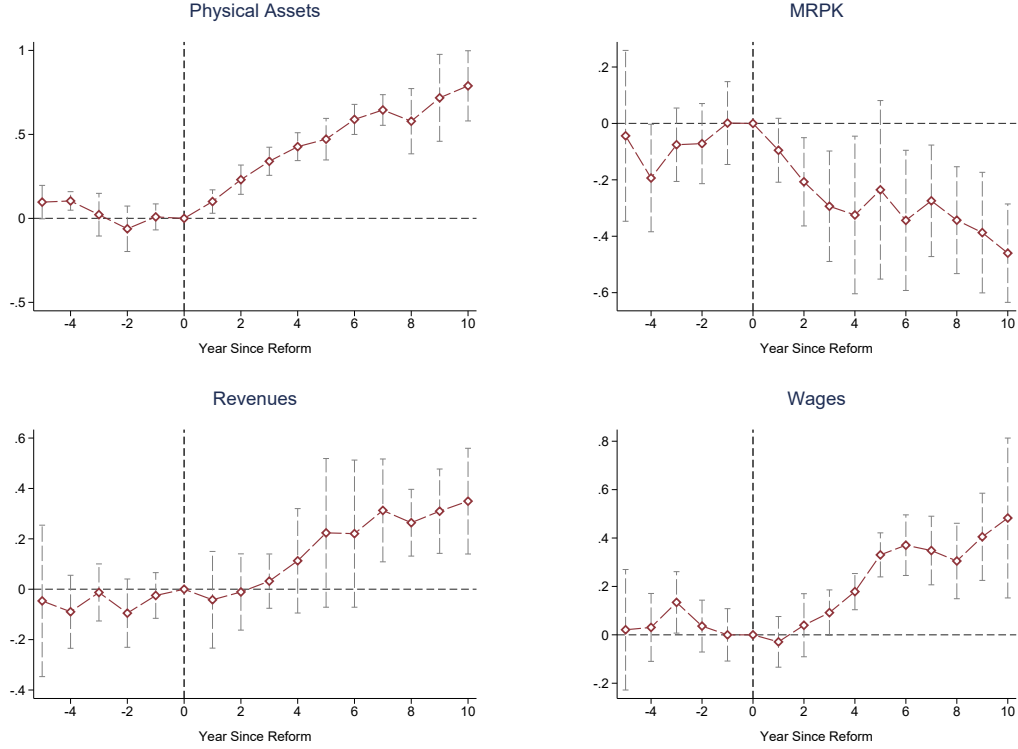 Physical Assets
1
.5
0
-.5
-4 -2 0 2 4 6 8 10
Year Since Reform
MRPK
.2
0
-.2
-.4
-.6
-4 -2 0 2 4 6 8 10
Year Since Reform
Revenues
.6
.4
.2
0
-.2
-.4
-4 -2 0 2 4 6 8 10
Year Since Reform
Wages
.8
.6
.4
.2
0
-.2
-4 -2 0 2 4 6 8 10
Year Since Reform